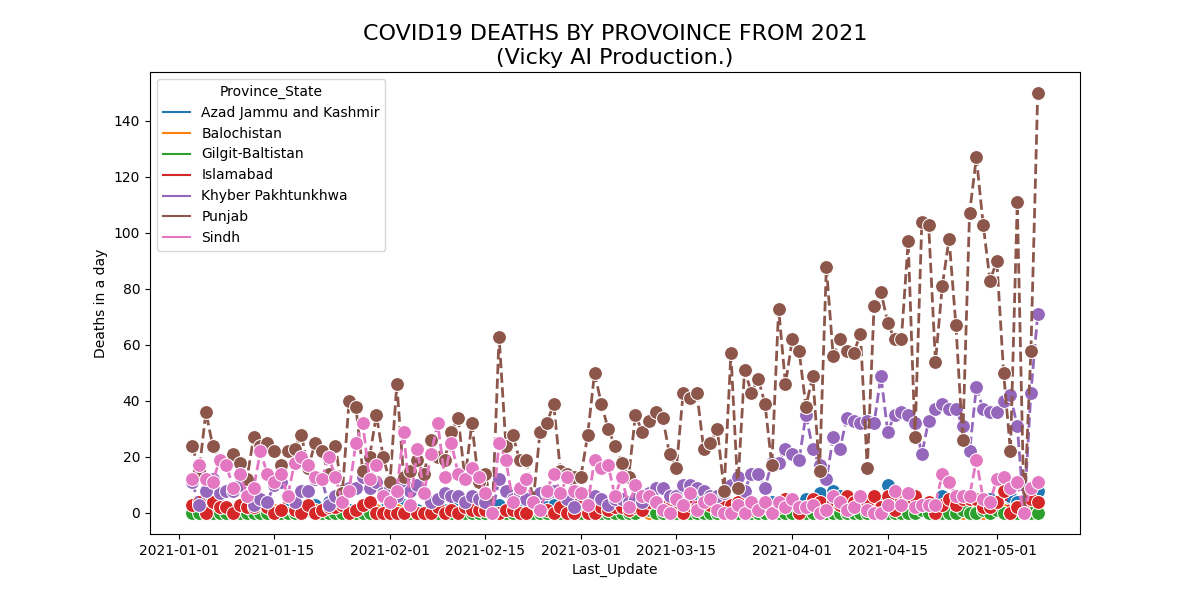 COVID19 DEATHS BY PROVOINCE FROM 2021
(Vicky AI Production.)
Province_State
Azad Jammu and Kashmir
Balochistan
Gilgit-Baltistan
Islamabad
Khyber Pakhtunkhwa
Punjab
Sindh
Deaths in a day
140
120
100
80
60
40
20
0
2021-01-01
2021-01-15
2021-02-01
2021-02-15
2021-03-01
2021-03-15
2021-04-01
2021-04-15
2021-05-01
Last_Update